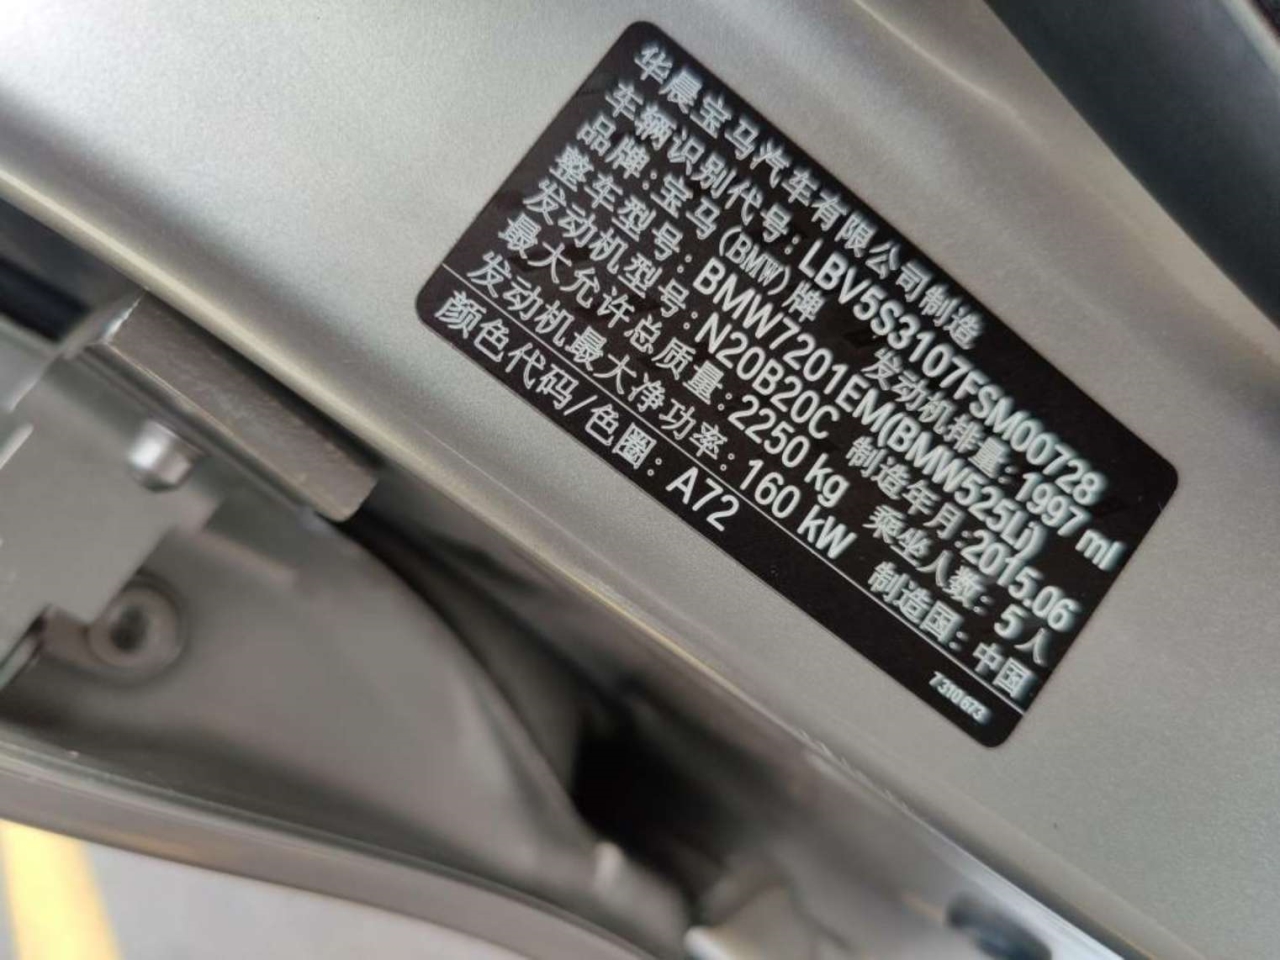 华晨宝马汽车有限公司制造
车辆识别代号: LBV5S3107FSM00728
品牌: 宝马(BMW)牌 发动机排量: 1997 ml
整车型号: BMW7201EM(BMW525Li)
发动机型号: N20B20C 制造年月: 2015.06
最大允许总质量: 2250 kg 乘坐人数: 5人
发动机最大净功率: 160 kW 制造国: 中国
颜色代码/色圈: A72
7310673